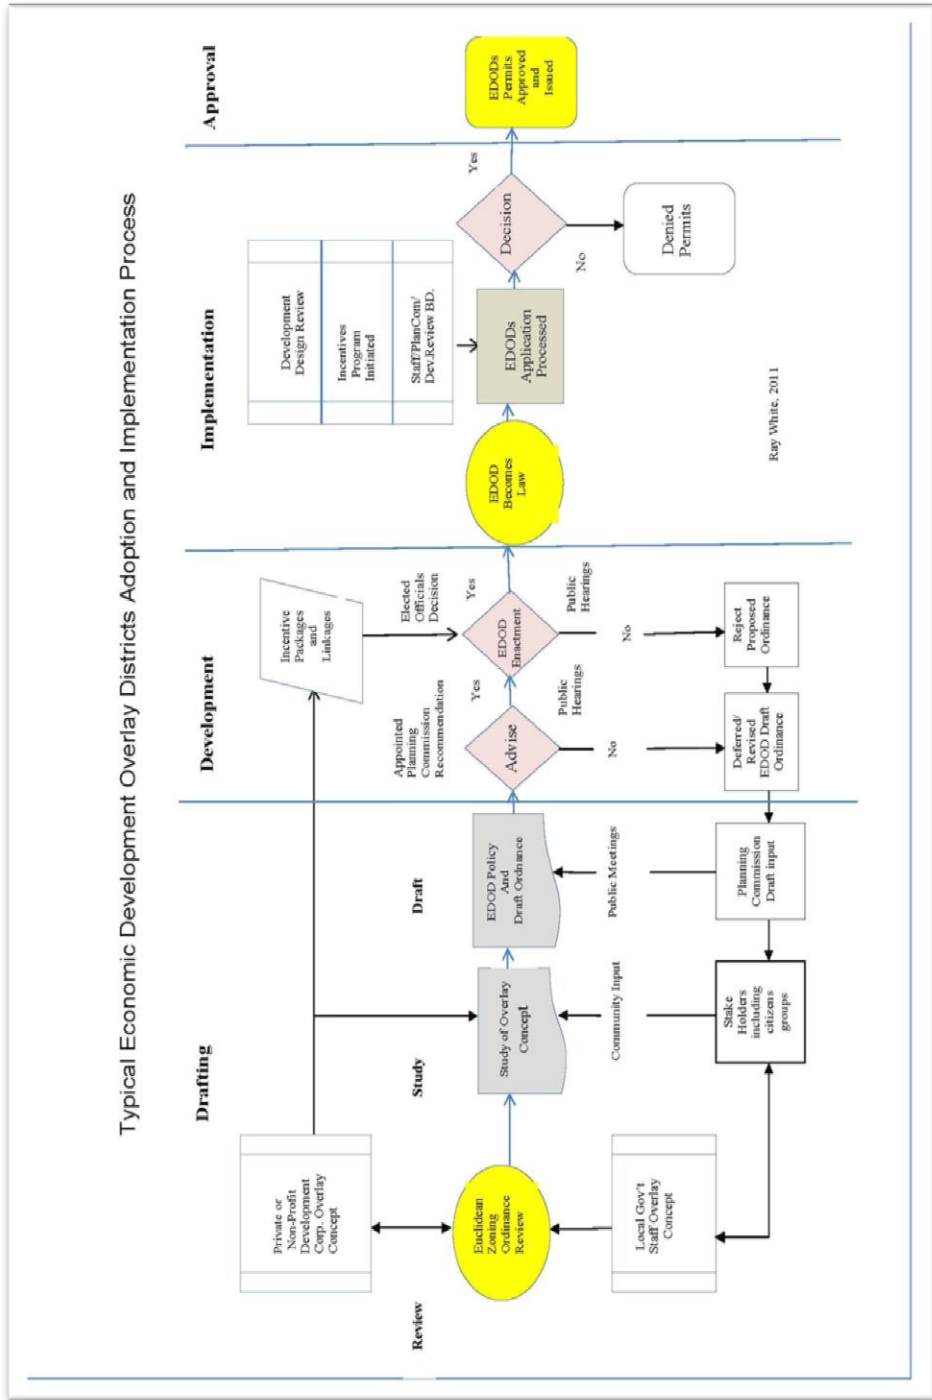 Typical Economic Development Overlay Districts Adoption and Implementation Process
Drafting
Development
Implementation
Approval
Review
Study
Draft
Private or
Non-Profit
Development
Corp. Overlay
Concept
Euclidean
Zoning
Ordinance
Review
Local Gov't
Staff Overlay
Concept
Study of Overlay
Concept
Community Input
Stake
Holders
including
citizens
groups
EDOD Policy
And
Draft Ordnance
Public Meetings
Planning
Commission
Draft input
Incentive
Packages
and
Linkages
Appointed
Planning
Commission
Recommendation
Advise
Yes
Public
Hearings
No
Deferred/
Revised
EDOD Draft
Ordinance
Elected
Officials
Decision
EDOD
Enactment
Yes
Public
Hearings
No
Reject
Proposed
Ordinance
EDOD
Becomes
Law
Development
Design Review
Incentives
Program
Initiated
Staff/PlanCom/
Dev.Review BD.
EDODs
Application
Processed
Decision
Yes
No
Denied
Permits
EDODs
Permits
Approved
and
Issued
Ray White, 2011